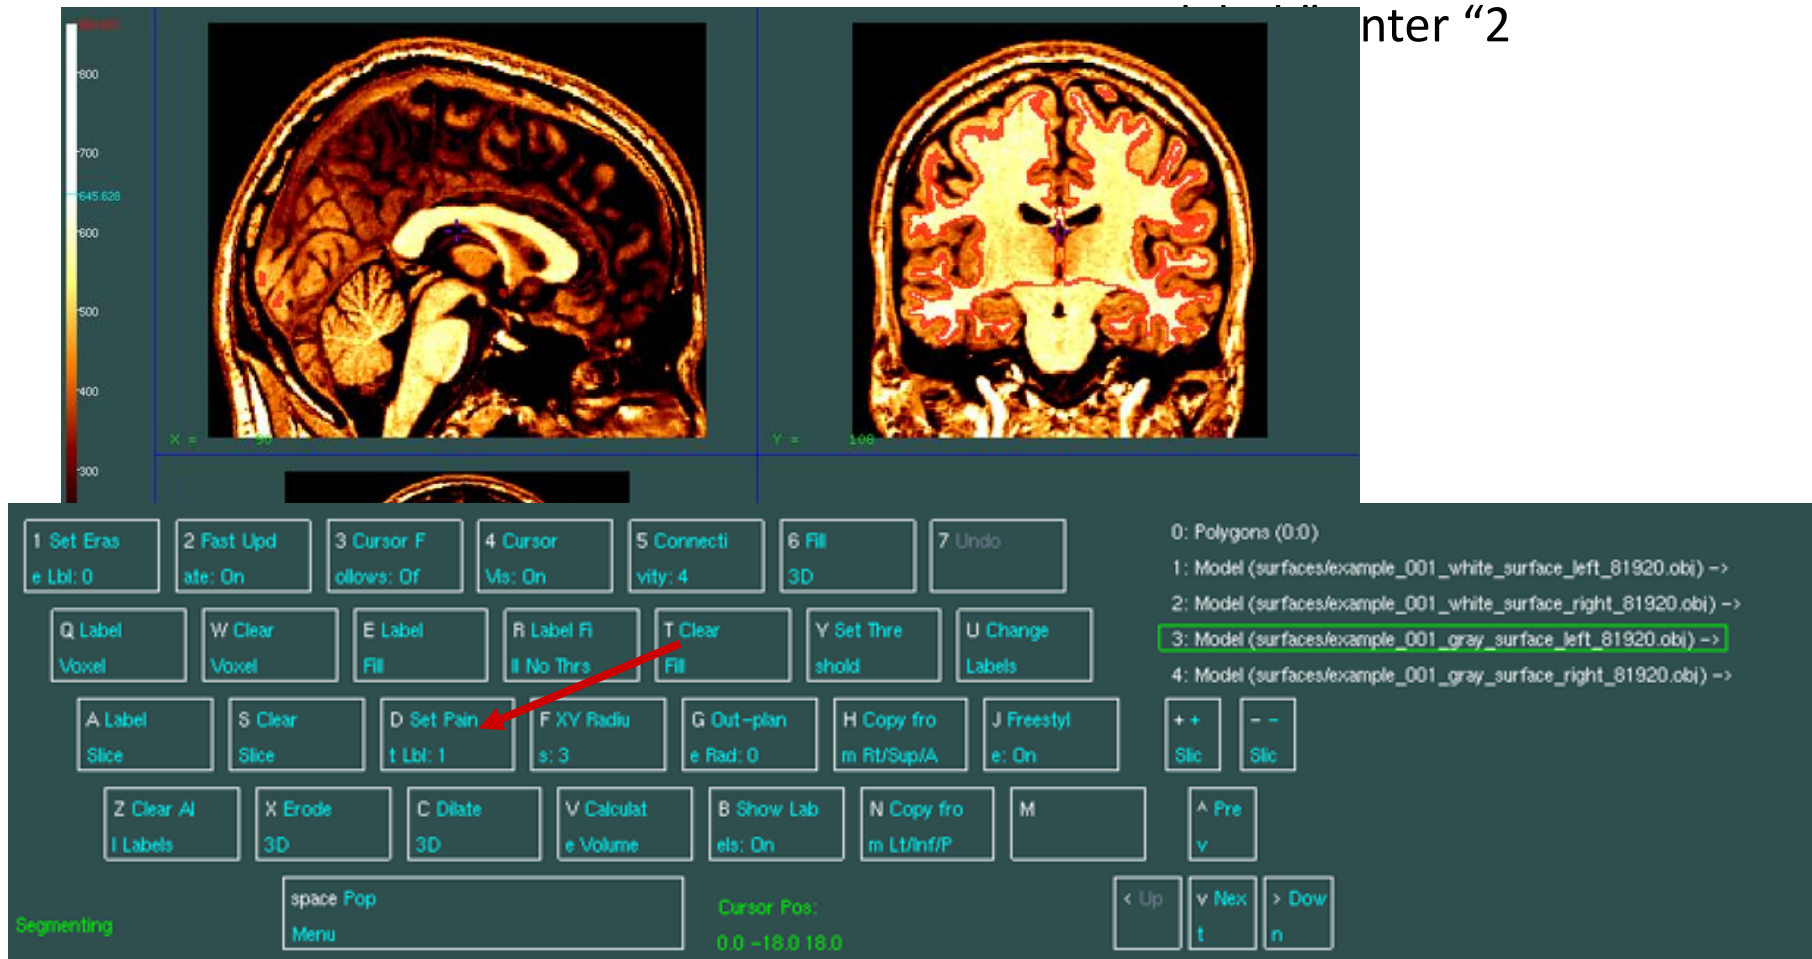 nter “2
800
700
645.628
600
500
400
300
X =
Y = 108
1 Set Eras
e Lbl: 0
2 Fast Upd
ate: On
3 Cursor F
ollows: Of
4 Cursor
Vis: On
5 Connecti
vity: 4
6 Fill
3D
7 Undo
Q Label
Voxel
W Clear
Voxel
E Label
Fill
R Label Fi
ll No Thrs
T Clear
Fill
Y Set Thre
shold
U Change
Labels
A Label
Slice
S Clear
Slice
D Set Pain
t Lbl: 1
F XY Radiu
s: 3
G Out-plan
e Rad: 0
H Copy fro
m Rt/Sup/A
J Freestyl
e: On
+ +
Slic
- -
Slic
Z Clear Al
l Labels
X Erode
3D
C Dilate
3D
V Calculat
e Volume
B Show Lab
els: On
N Copy fro
m Lt/Inf/P
M
^ Pre
v
space Pop
Menu
< Up
v Nex
t
> Dow
n
Segmenting
Cursor Pos:
0.0 -18.0 18.0
0: Polygons (0:0)
1: Model (surfaces/example_001_white_surface_left_81920.obj) ->
2: Model (surfaces/example_001_white_surface_right_81920.obj) ->
3: Model (surfaces/example_001_gray_surface_left_81920.obj) ->
4: Model (surfaces/example_001_gray_surface_right_81920.obj) ->